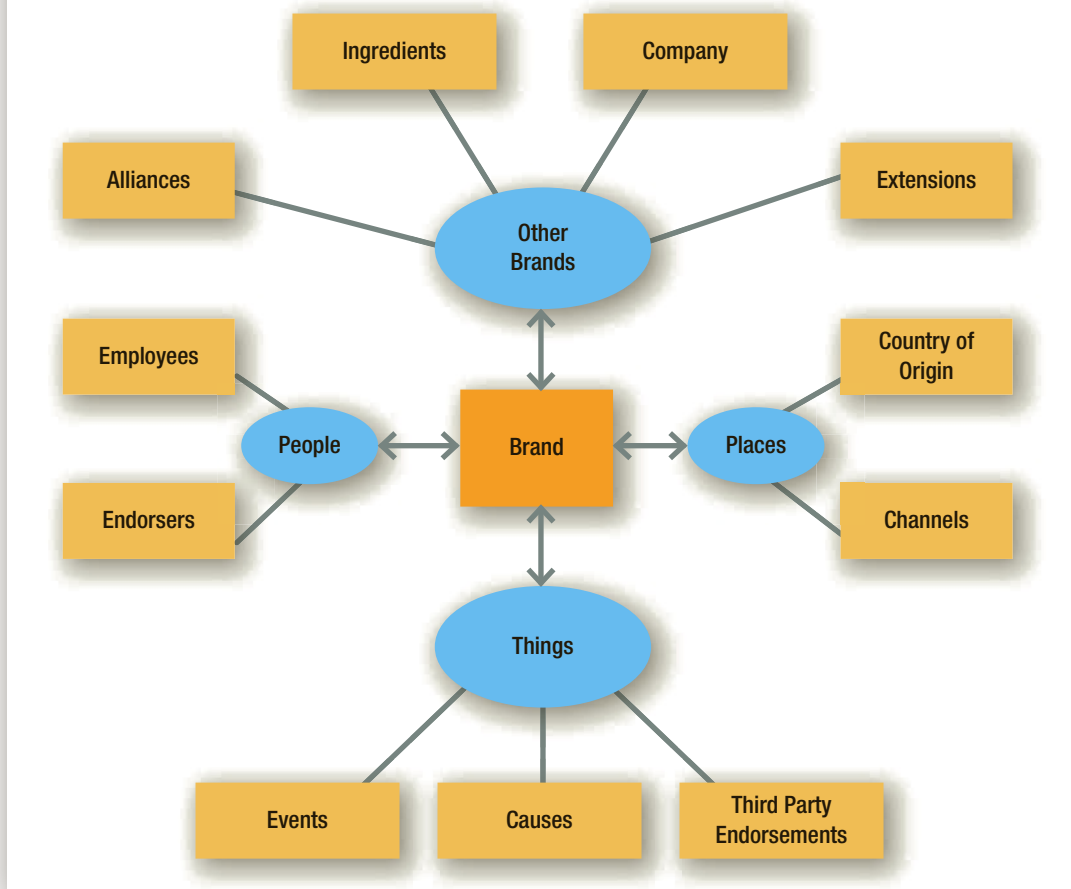 Ingredients
Company
Alliances
Extensions
Other
Brands
Employees
Country of
Origin
People
Brand
Places
Endorsers
Channels
Things
Events
Causes
Third Party
Endorsements